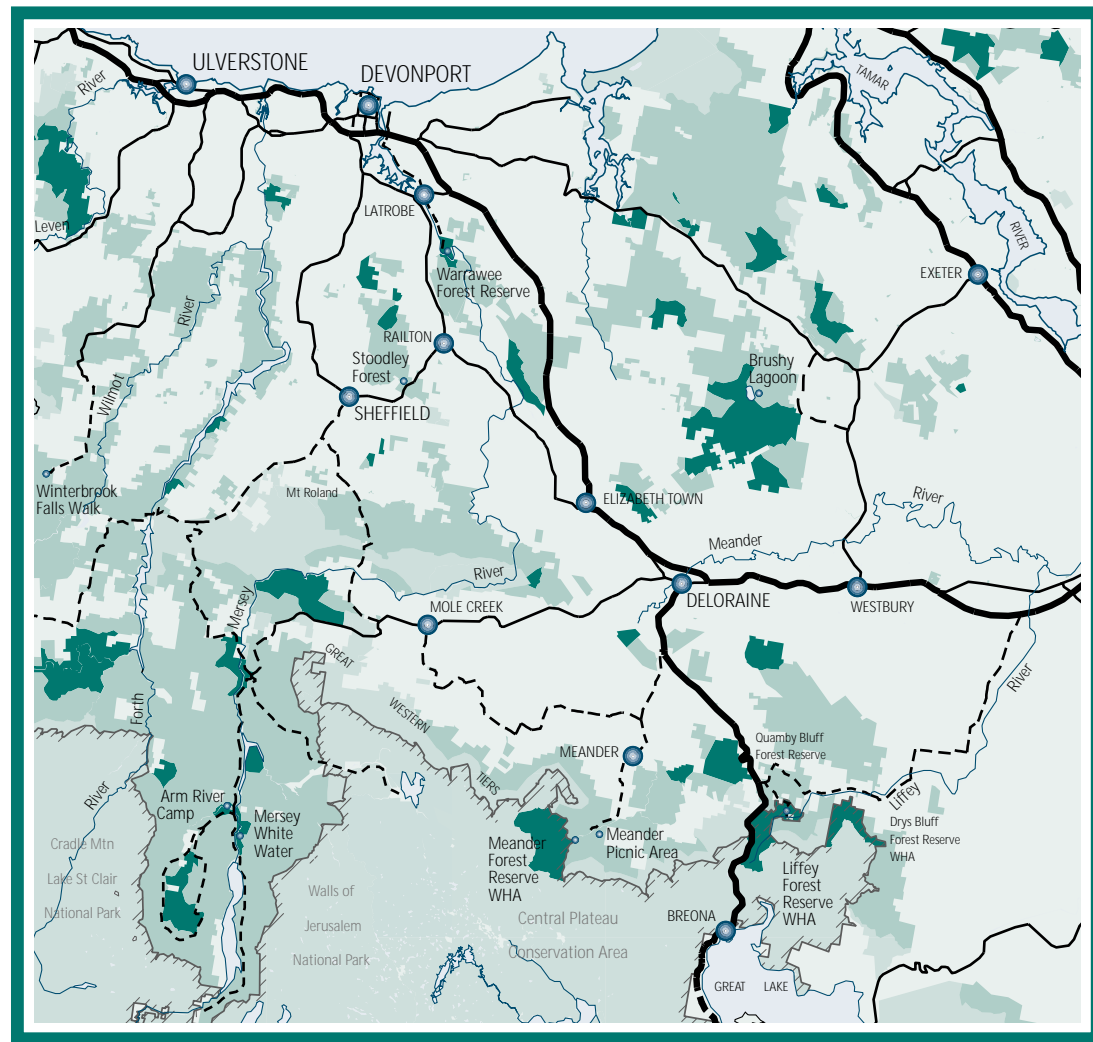 ULVERSTONE
DEVONPORT
TAMAR
River
LATROBE
Leven
RIVER
EXETER
Warrawee
Forest Reserve
River
RAILTON
Stoodley
Forest
Brushy
Lagoon
Wilmot
SHEFFIELD
Winterbrook
Falls Walk
Mt Roland
ELIZABETH TOWN
River
Meander
River
DELORAINE
WESTBURY
Mersey
MOLE CREEK
GREAT
WESTERN
TIERS
River
Forth
MEANDER
Quamby Bluff
Forest Reserve
River
Liffey
Arm River
Camp
Mersey
White
Water
Drys Bluff
Forest Reserve
WHA
Meander
Forest
Reserve
WHA
Meander
Picnic Area
Cradle Mtn
Lake St Clair
National Park
Liffey
Forest
Reserve
WHA
Walls of
Jerusalem
National Park
Central Plateau
Conservation Area
BREONA
GREAT LAKE